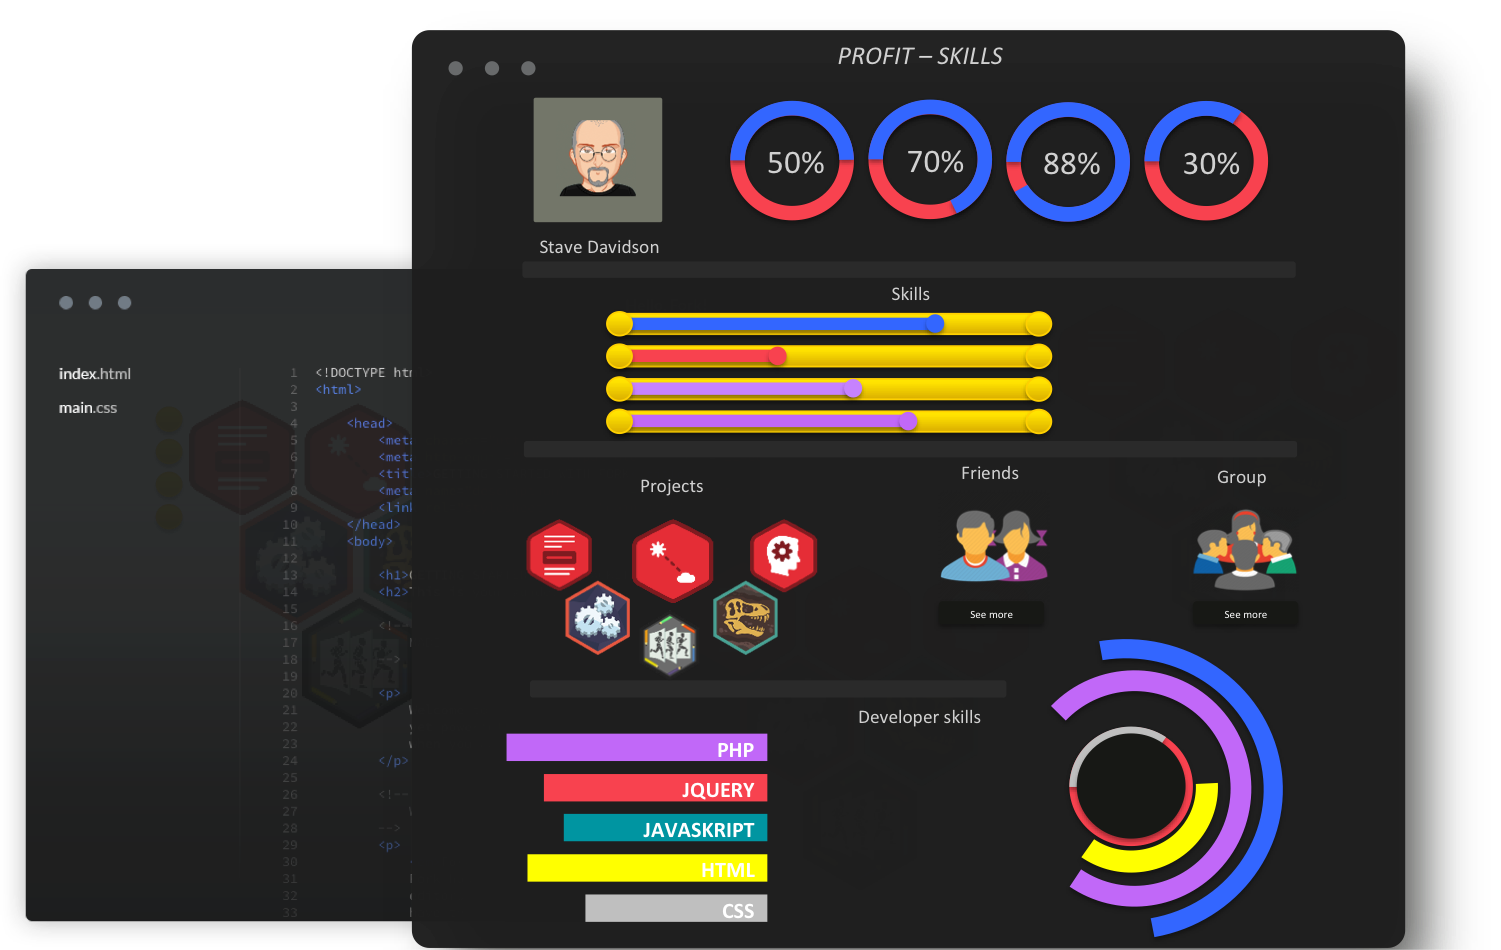 PROFIT – SKILLS
50%
70%
88%
30%
Stave Davidson
Skills
Projects
Friends
Group
See more
See more
Developer skills
PHP
JQUERY
JAVASKRIPT
HTML
CSS
index.html
main.css
1 <!DOCTYPE
2 <html>
3
4 <head>
5 <meta
6 <meta
7
8 <meta
9 <link
10 </head>
11 <body>
12
13 <h1>
14 <h2>
15
16 <!--
17
18 -->
19
20 <p>
21
22
23
24 </p>
25
26 <!--
27
28 -->
29 <p>
30
31
32
33